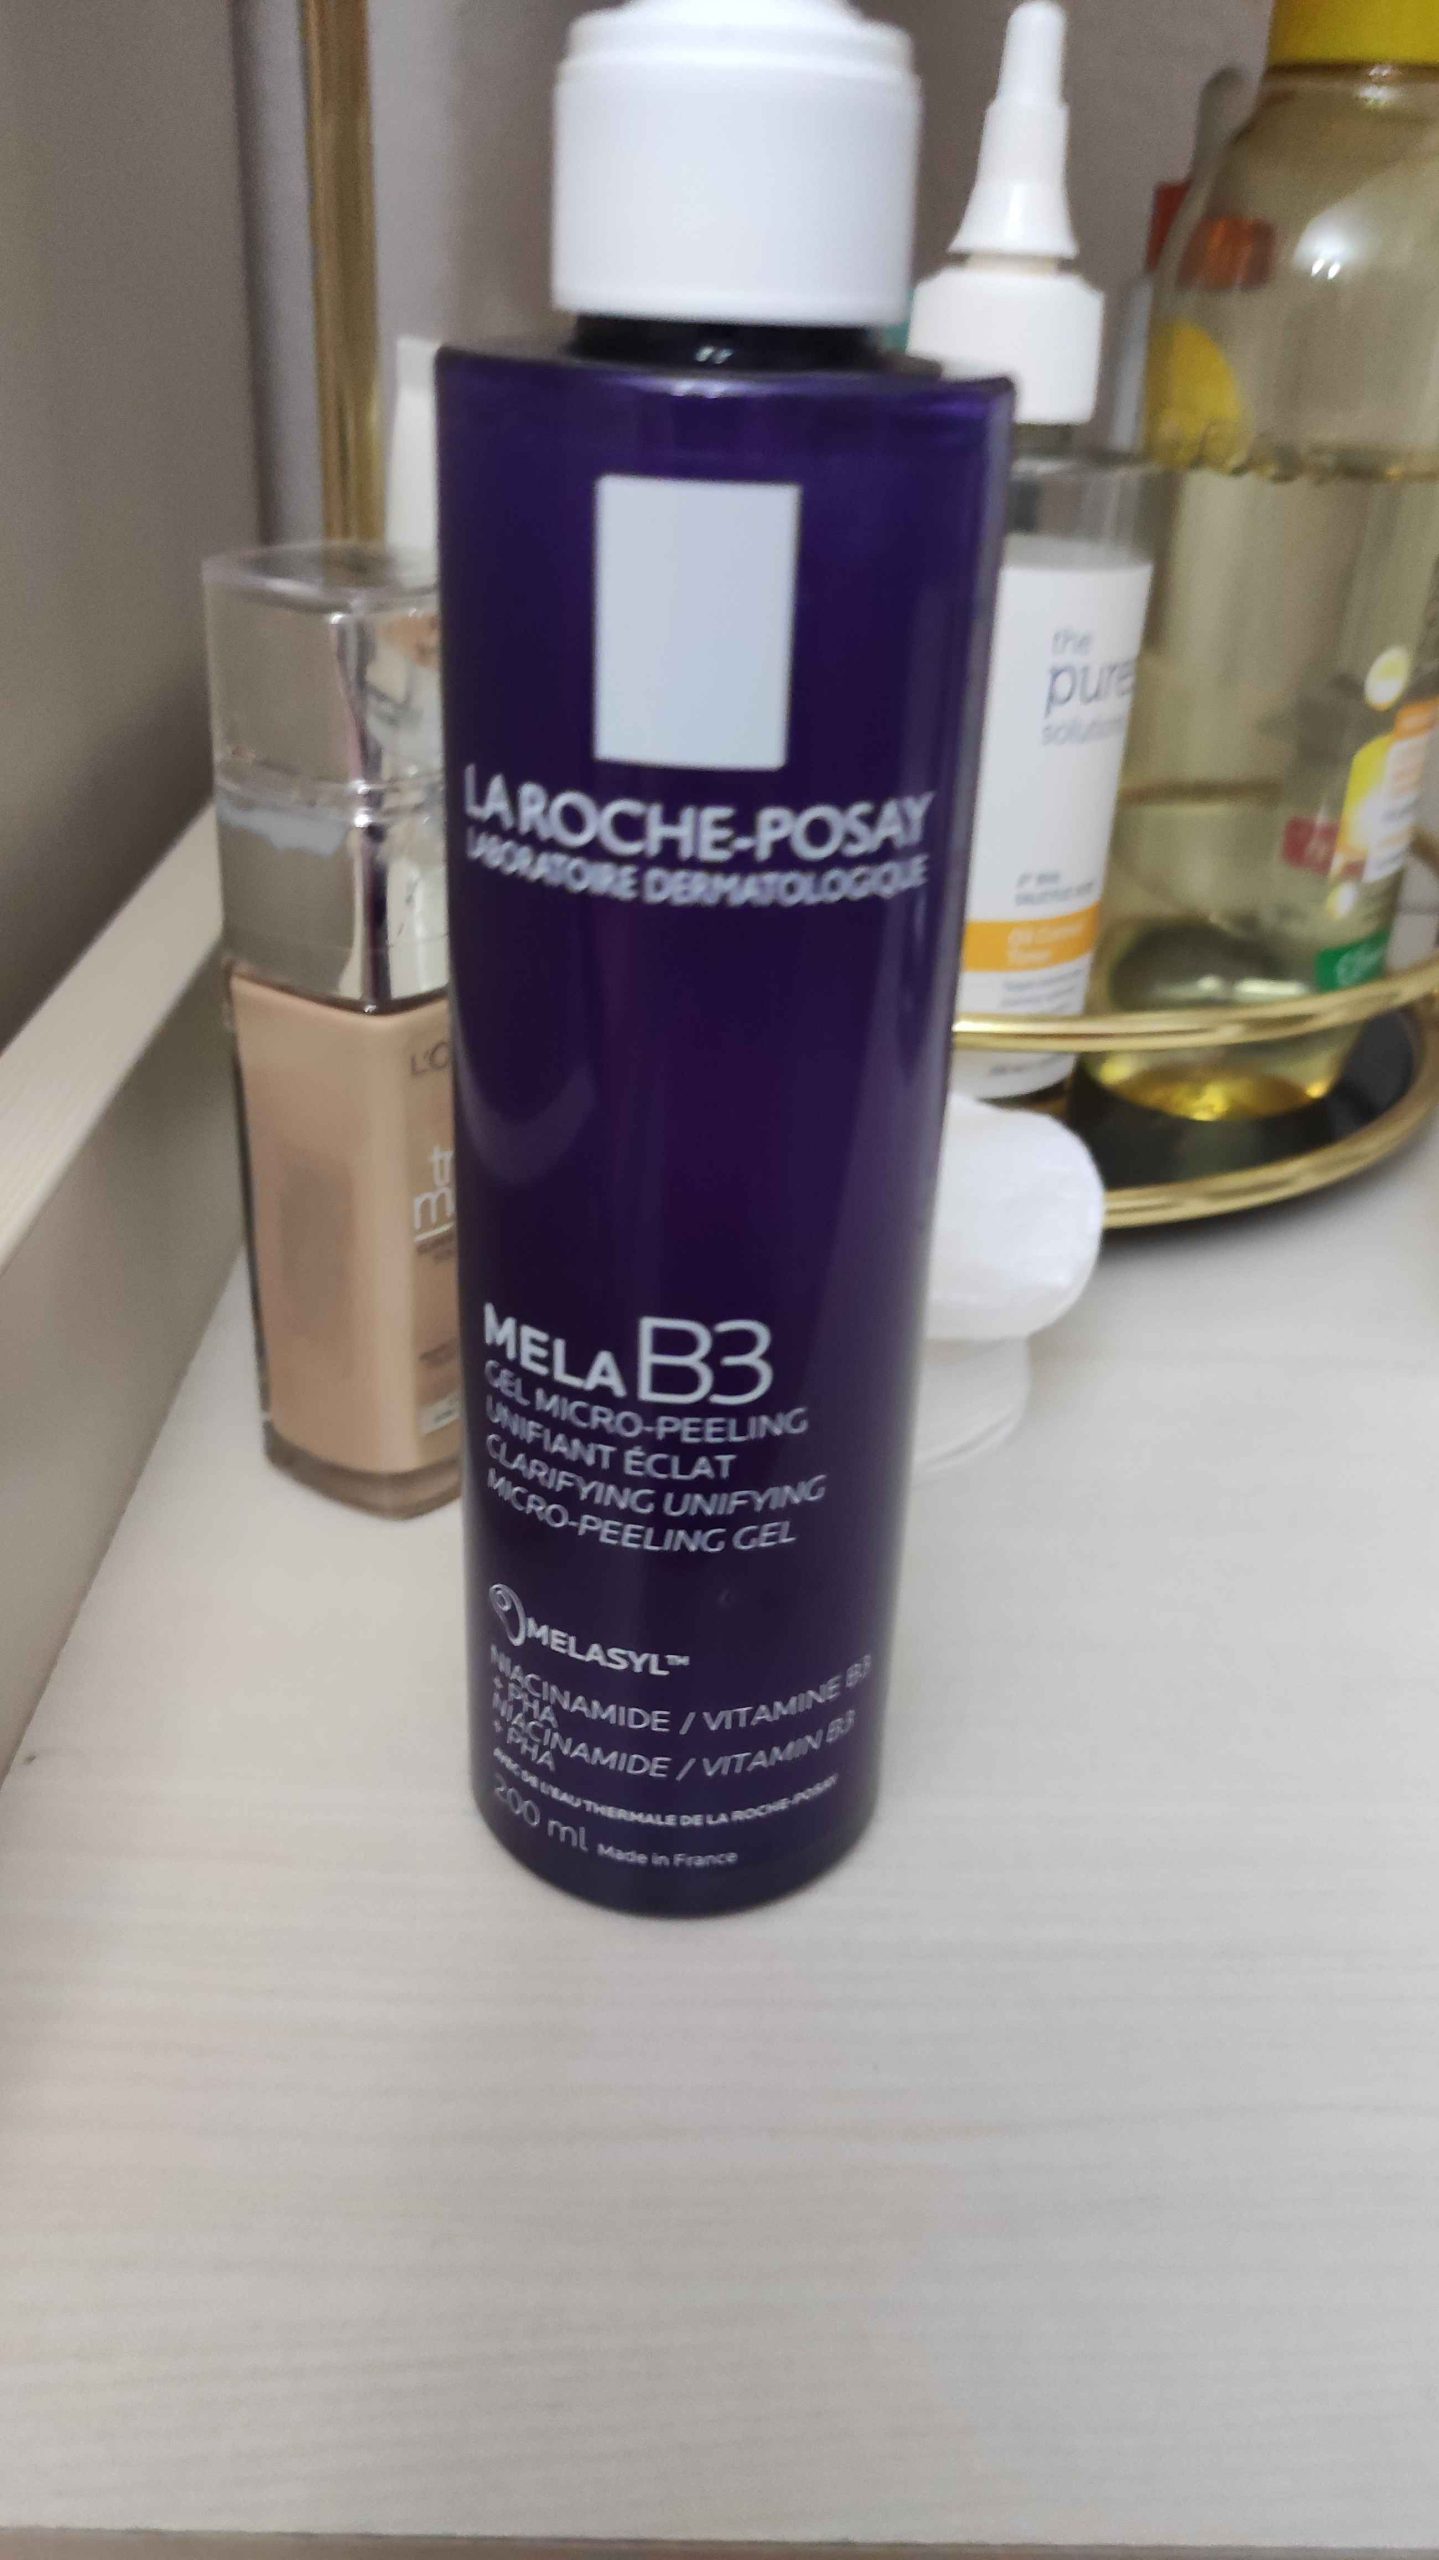 LA ROCHE-POSAY
LABORATOIRE DERMATOLOGIQUE
MELA B3
GEL MICRO-PEELING
UNIFIANT ÉCLAT
CLARIFYING UNIFYING
MICRO-PEELING GEL
MELASYL™
NIACINAMIDE / VITAMINE B3
+ PHA
NIACINAMIDE / VITAMIN B3
+ PHA
AVEC DE L'EAU THERMALE DE LA ROCHE-POSAY
200 ml Made in France
L'O
tr
m
the
pure